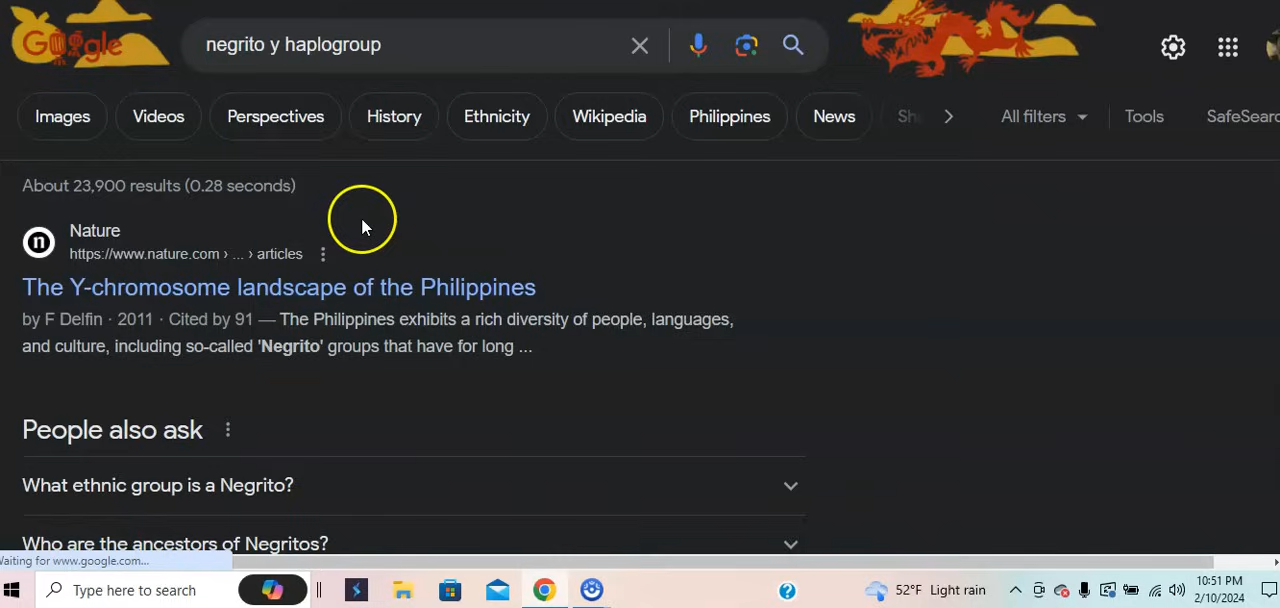 Google
negrito y haplogroup
Images Videos Perspectives History Ethnicity Wikipedia Philippines News Sh All filters Tools SafeSearc
About 23,900 results (0.28 seconds)
n
Nature
https://www.nature.com › ... › articles
The Y-chromosome landscape of the Philippines
by F Delfin · 2011 · Cited by 91 — The Philippines exhibits a rich diversity of people, languages,
and culture, including so-called 'Negrito' groups that have for long ...
People also ask
What ethnic group is a Negrito?
Who are the ancestors of Negritos?
Waiting for www.google.com...
Type here to search
52°F Light rain
10:51 PM
2/10/2024